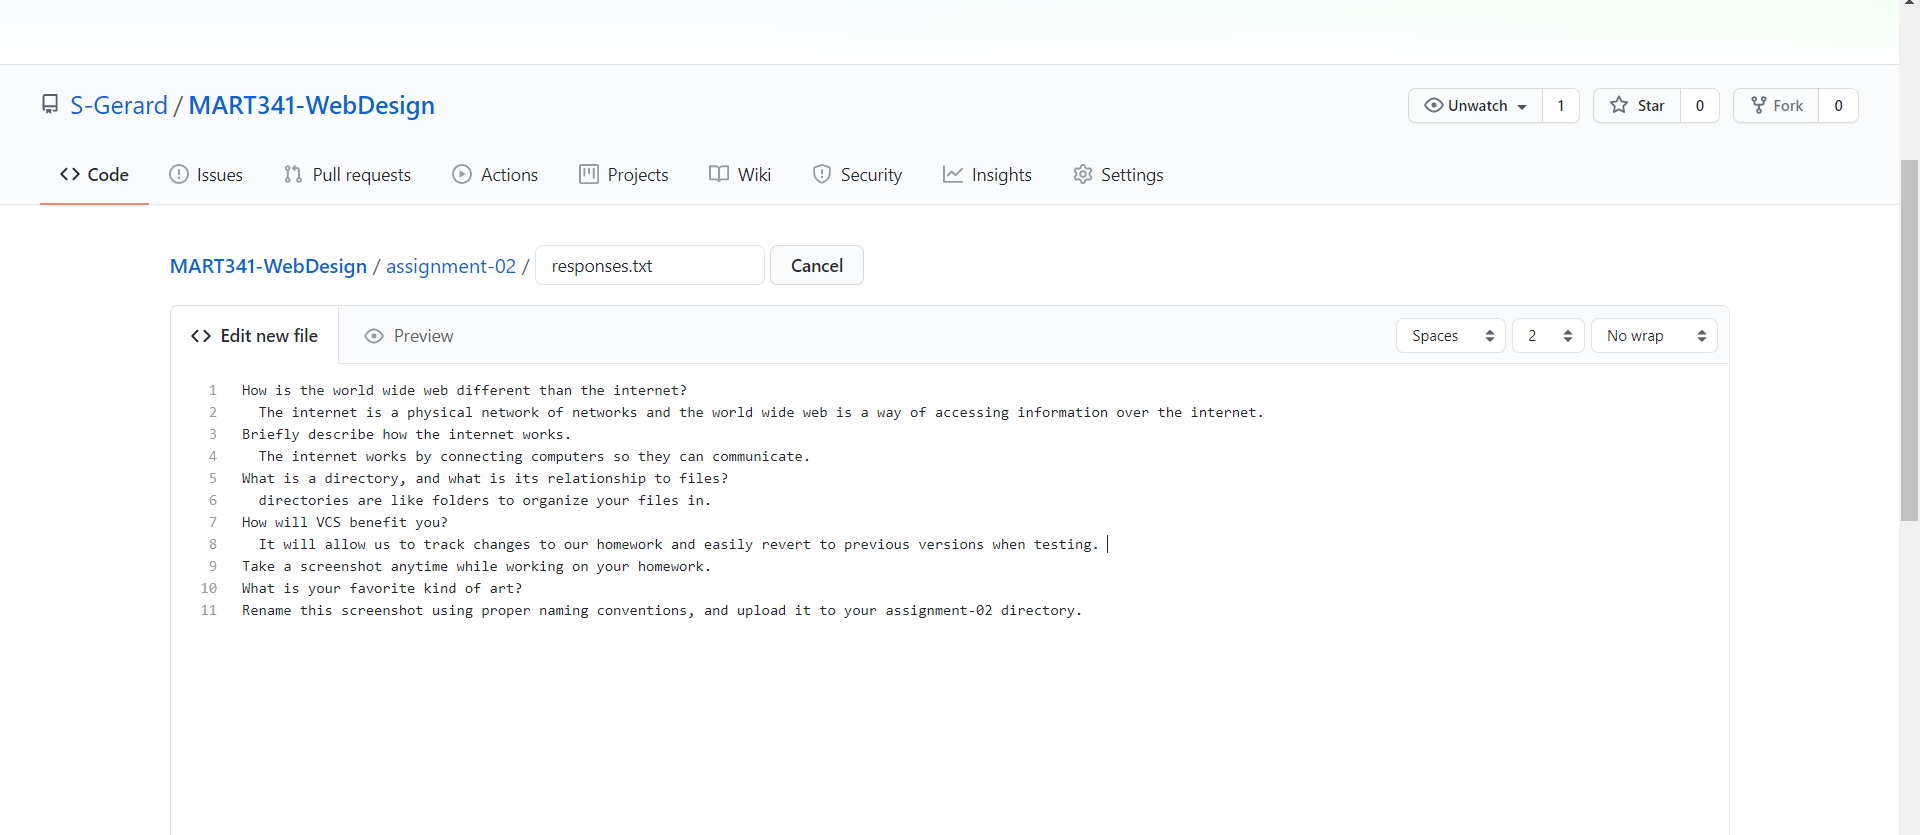 S-Gerard / MART341-WebDesign
Unwatch 1 Star 0 Fork 0
Code Issues Pull requests Actions Projects Wiki Security Insights Settings
MART341-WebDesign / assignment-02 / responses.txt Cancel
Edit new file Preview Spaces 2 No wrap
1 How is the world wide web different than the internet?
2 The internet is a physical network of networks and the world wide web is a way of accessing information over the internet.
3 Briefly describe how the internet works.
4 The internet works by connecting computers so they can communicate.
5 What is a directory, and what is its relationship to files?
6 directories are like folders to organize your files in.
7 How will VCS benefit you?
8 It will allow us to track changes to our homework and easily revert to previous versions when testing.
9 Take a screenshot anytime while working on your homework.
10 What is your favorite kind of art?
11 Rename this screenshot using proper naming conventions, and upload it to your assignment-02 directory.